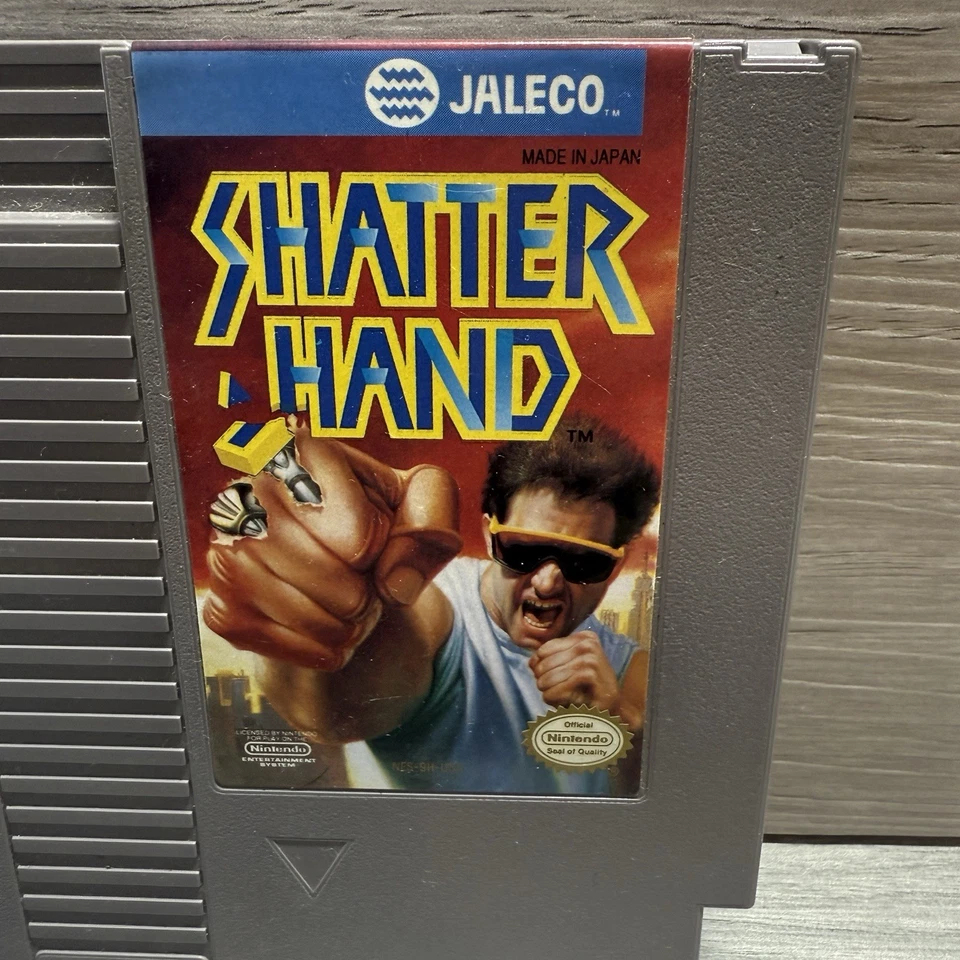 JALECO TM
MADE IN JAPAN
SHATTER
HAND
TM
LICENSED BY NINTENDO
FOR PLAY ON THE
Nintendo
ENTERTAINMENT
SYSTEM
Official
Nintendo
Seal of Quality